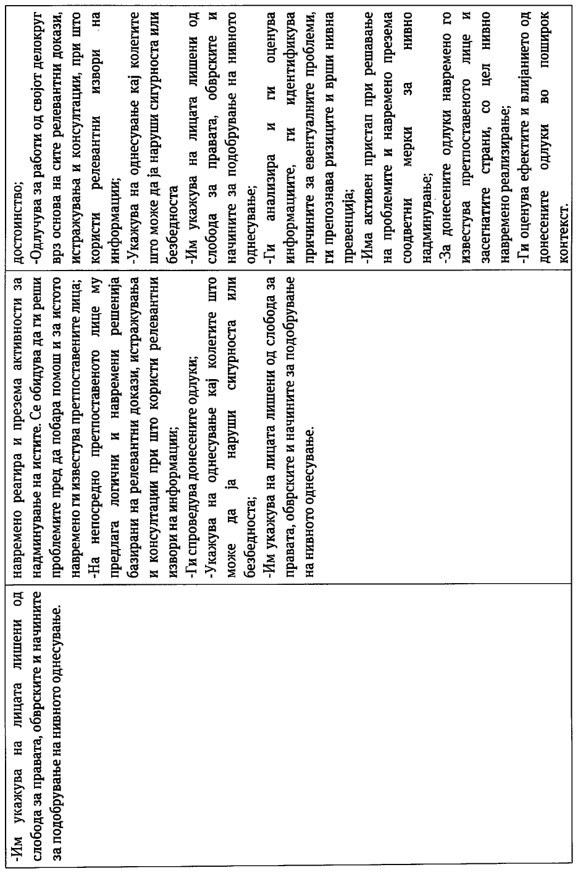 -Им укажува на лицата лишени од
слобода за правата, обврските и начините
за подобрување на нивното однесување.
навремено реагира и презема активности за
надминување на истите. Се обидува да ги реши
проблемите пред да побара помош и за истото
навремено ги известува претпоставените лица;
-На непосредно претпоставеното лице му
предлага логични и навремени решенија
базирани на релевантни докази, истражувања
и консултации при што користи релевантни
извори на информации;
-Ги спроведува донесените одлуки;
-Укажува на однесување кај колегите што
може да ја наруши сигурноста или
безбедноста;
-Им укажува на лицата лишени од слобода за
правата, обврските и начините за подобрување
на нивното однесување.
достоинство;
-Одлучува за работи од својот делокруг
врз основа на сите релевантни докази,
истражувања и консултации, при што
користи релевантни извори на
информации;
-Укажува на однесување кај колегите
што може да ја наруши сигурноста или
безбедноста
-Им укажува на лицата лишени од
слобода за правата, обврските и
начините за подобрување на нивното
однесување;
-Ги анализира и ги оценува
информациите, ги идентификува
причините за евентуалните проблеми,
ги препознава ризиците и врши нивна
превенција;
-Има активен пристап при решавање
на проблемите и навремено презема
соодветни мерки за нивно
надминување;
-За донесените одлуки навремено го
известува претпоставеното лице и
засегнатите страни, со цел нивно
навремено реализирање;
-Ги оценува ефектите и влијанието од
донесените одлуки во поширок
контекст.